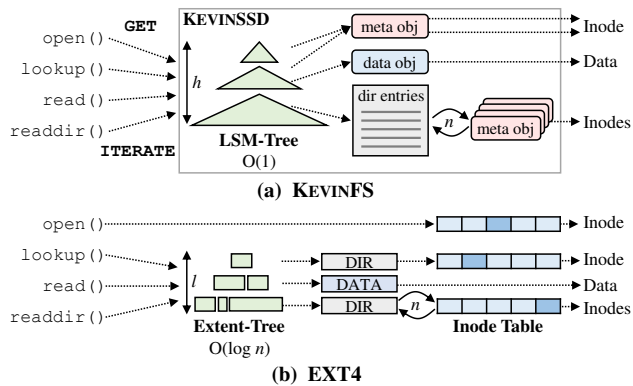 GET
KEVINSSD
open()
lookup()
read()
readdir()
ITERATE
h
LSM-Tree
O(1)
meta obj
data obj
dir entries
n
meta obj
Inode
Data
Inodes
(a) KEVINFS
open()
lookup()
read()
readdir()
l
Extent-Tree
O(log n)
DIR
DATA
DIR
n
Inode Table
Inode
Inode
Data
Inodes
(b) EXT4